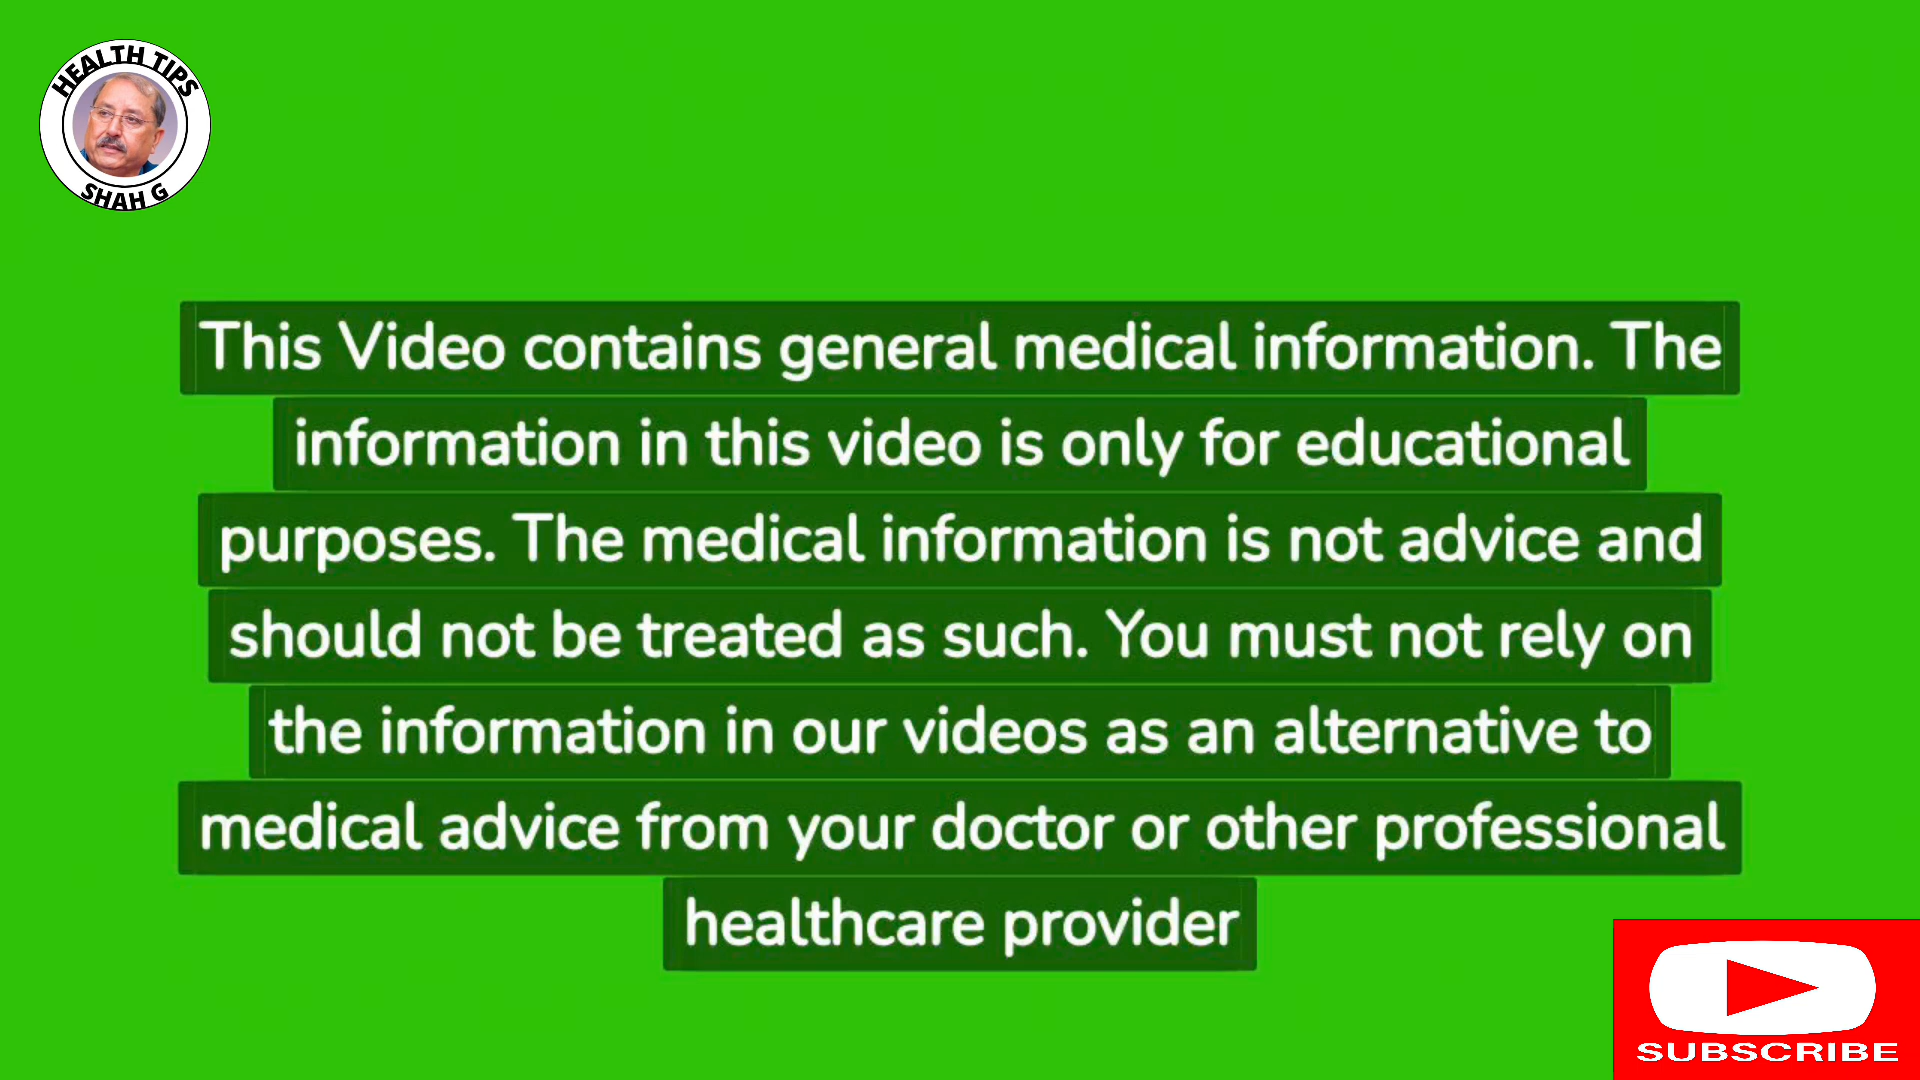 HEALTH TIPS
SHAH G
This Video contains general medical information. The
information in this video is only for educational
purposes. The medical information is not advice and
should not be treated as such. You must not rely on
the information in our videos as an alternative to
medical advice from your doctor or other professional
healthcare provider
SUBSCRIBE